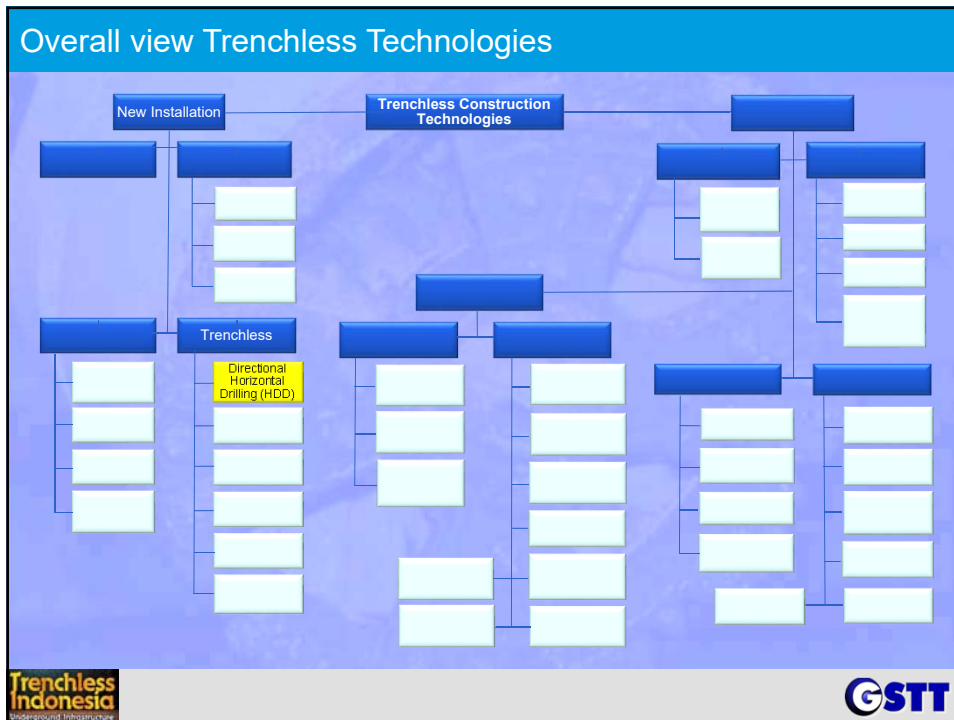 Overall view Trenchless Technologies
New Installation
Trenchless Construction
Technologies
Trenchless
Directional
Horizontal
Drilling (HDD)
Trenchless
Indonesia
Underground Infrastructure
GSTT